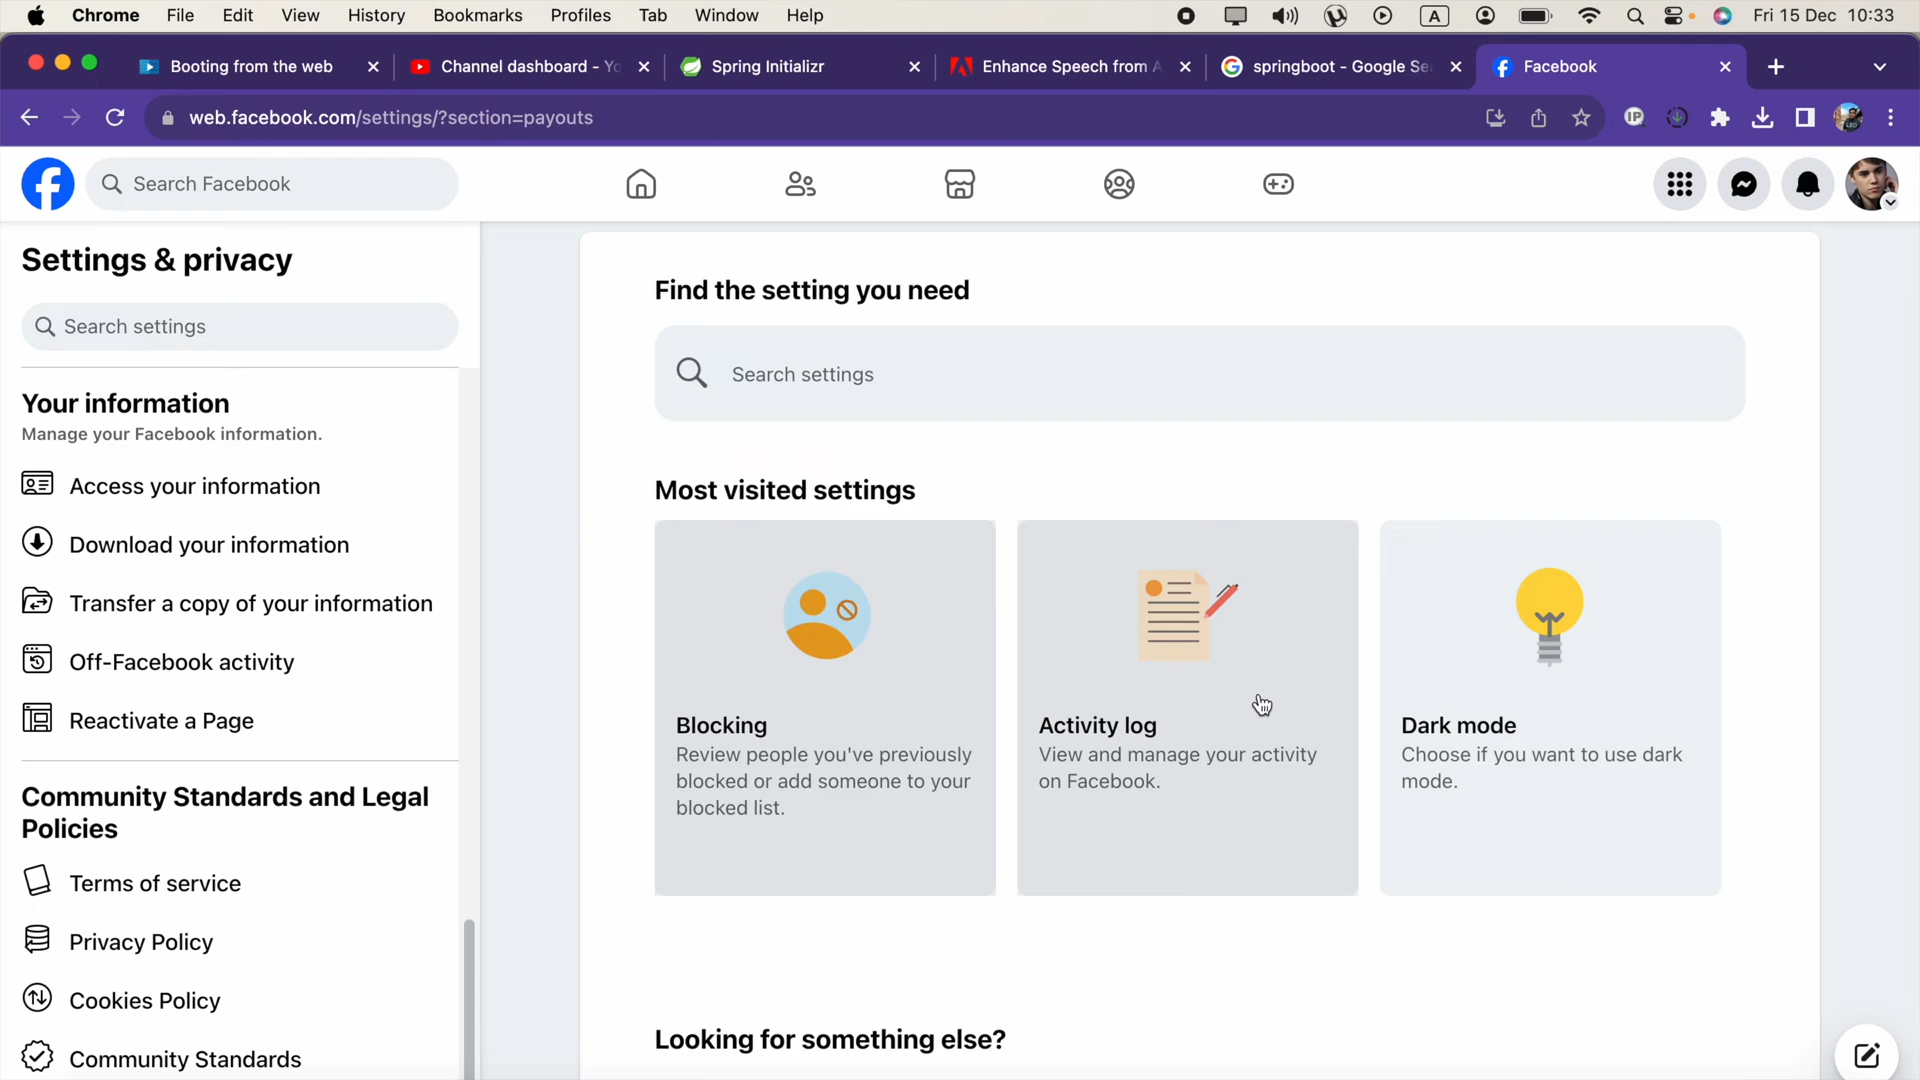 Chrome File Edit View History Bookmarks Profiles Tab Window Help A Fri 15 Dec 10:33
Booting from the web Channel dashboard - Yo Spring Initializr Enhance Speech from A springboot - Google Se Facebook
web.facebook.com/settings/?section=payouts IP
Search Facebook
Settings & privacy
Search settings
Your information
Manage your Facebook information.
Access your information
Download your information
Transfer a copy of your information
Off-Facebook activity
Reactivate a Page
Community Standards and Legal
Policies
Terms of service
Privacy Policy
Cookies Policy
Community Standards
Find the setting you need
Search settings
Most visited settings
Blocking
Review people you've previously
blocked or add someone to your
blocked list.
Activity log
View and manage your activity
on Facebook.
Dark mode
Choose if you want to use dark
mode.
Looking for something else?